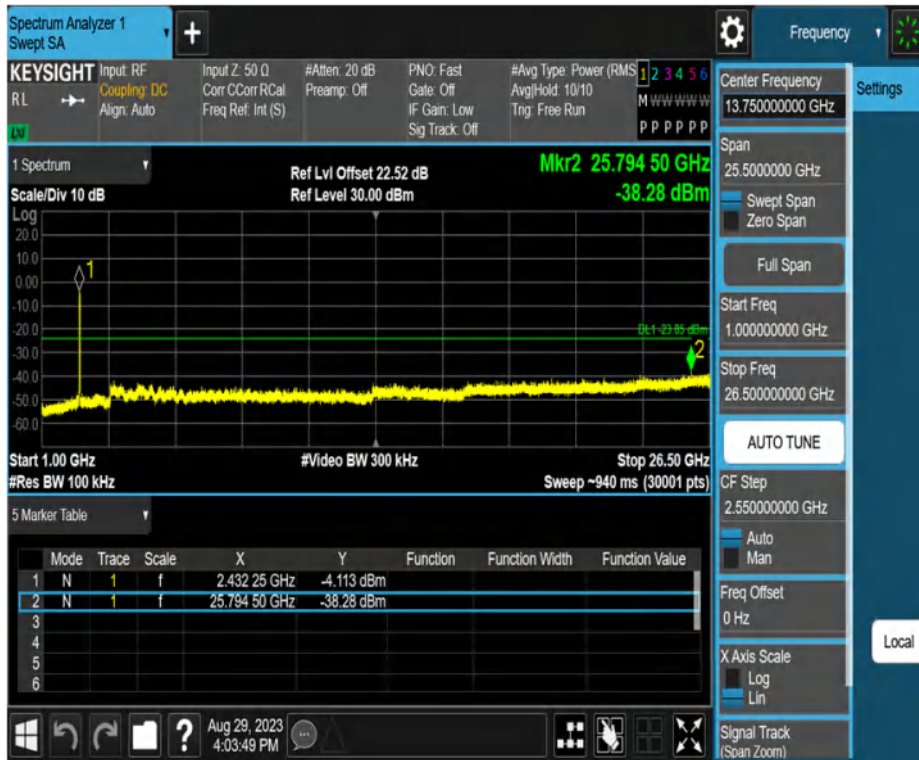 Spectrum Analyzer 1
Swept SA
+
Frequency
KEYSIGHT
RL
LXI
Input: RF
Coupling: DC
Align: Auto
Input Z: 50 Ω
Corr CCorr RCal
Freq Ref: Int (S)
#Atten: 20 dB
Preamp: Off
PNO: Fast
Gate: Off
IF Gain: Low
Sig Track: Off
#Avg Type: Power (RMS
Avg|Hold: 10/10
Trig: Free Run
1 2 3 4 5 6
M W W W W W
P P P P P P
1 Spectrum
Scale/Div 10 dB
Ref Lvl Offset 22.52 dB
Ref Level 30.00 dBm
Mkr2 25.794 50 GHz
-38.28 dBm
Log
20.0
10.0
0.00
-10.0
-20.0
-30.0
-40.0
-50.0
-60.0
1
DL1 -23.85 dBm
2
Start 1.00 GHz
#Video BW 300 kHz
Stop 26.50 GHz
#Res BW 100 kHz
Sweep ~940 ms (30001 pts)
5 Marker Table
Mode Trace Scale X Y Function Function Width Function Value
1 N 1 f 2.432 25 GHz -4.113 dBm
2 N 1 f 25.794 50 GHz -38.28 dBm
3
4
5
6
?
Aug 29, 2023
4:03:49 PM
Center Frequency
13.750000000 GHz
Span
25.5000000 GHz
Swept Span
Zero Span
Full Span
Start Freq
1.000000000 GHz
Stop Freq
26.500000000 GHz
AUTO TUNE
CF Step
2.550000000 GHz
Auto
Man
Freq Offset
0 Hz
X Axis Scale
Log
Lin
Signal Track
(Span Zoom)
Settings
Local